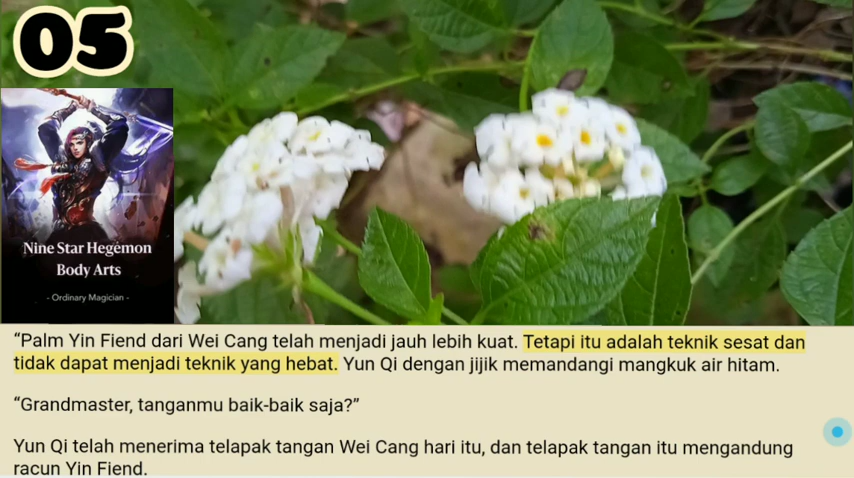 05
Nine Star Hegemon
Body Arts
- Ordinary Magician -
“Palm Yin Fiend dari Wei Cang telah menjadi jauh lebih kuat. Tetapi itu adalah teknik sesat dan
tidak dapat menjadi teknik yang hebat. Yun Qi dengan jijik memandangi mangkuk air hitam.
“Grandmaster, tanganmu baik-baik saja?”
Yun Qi telah menerima telapak tangan Wei Cang hari itu, dan telapak tangan itu mengandung
racun Yin Fiend.